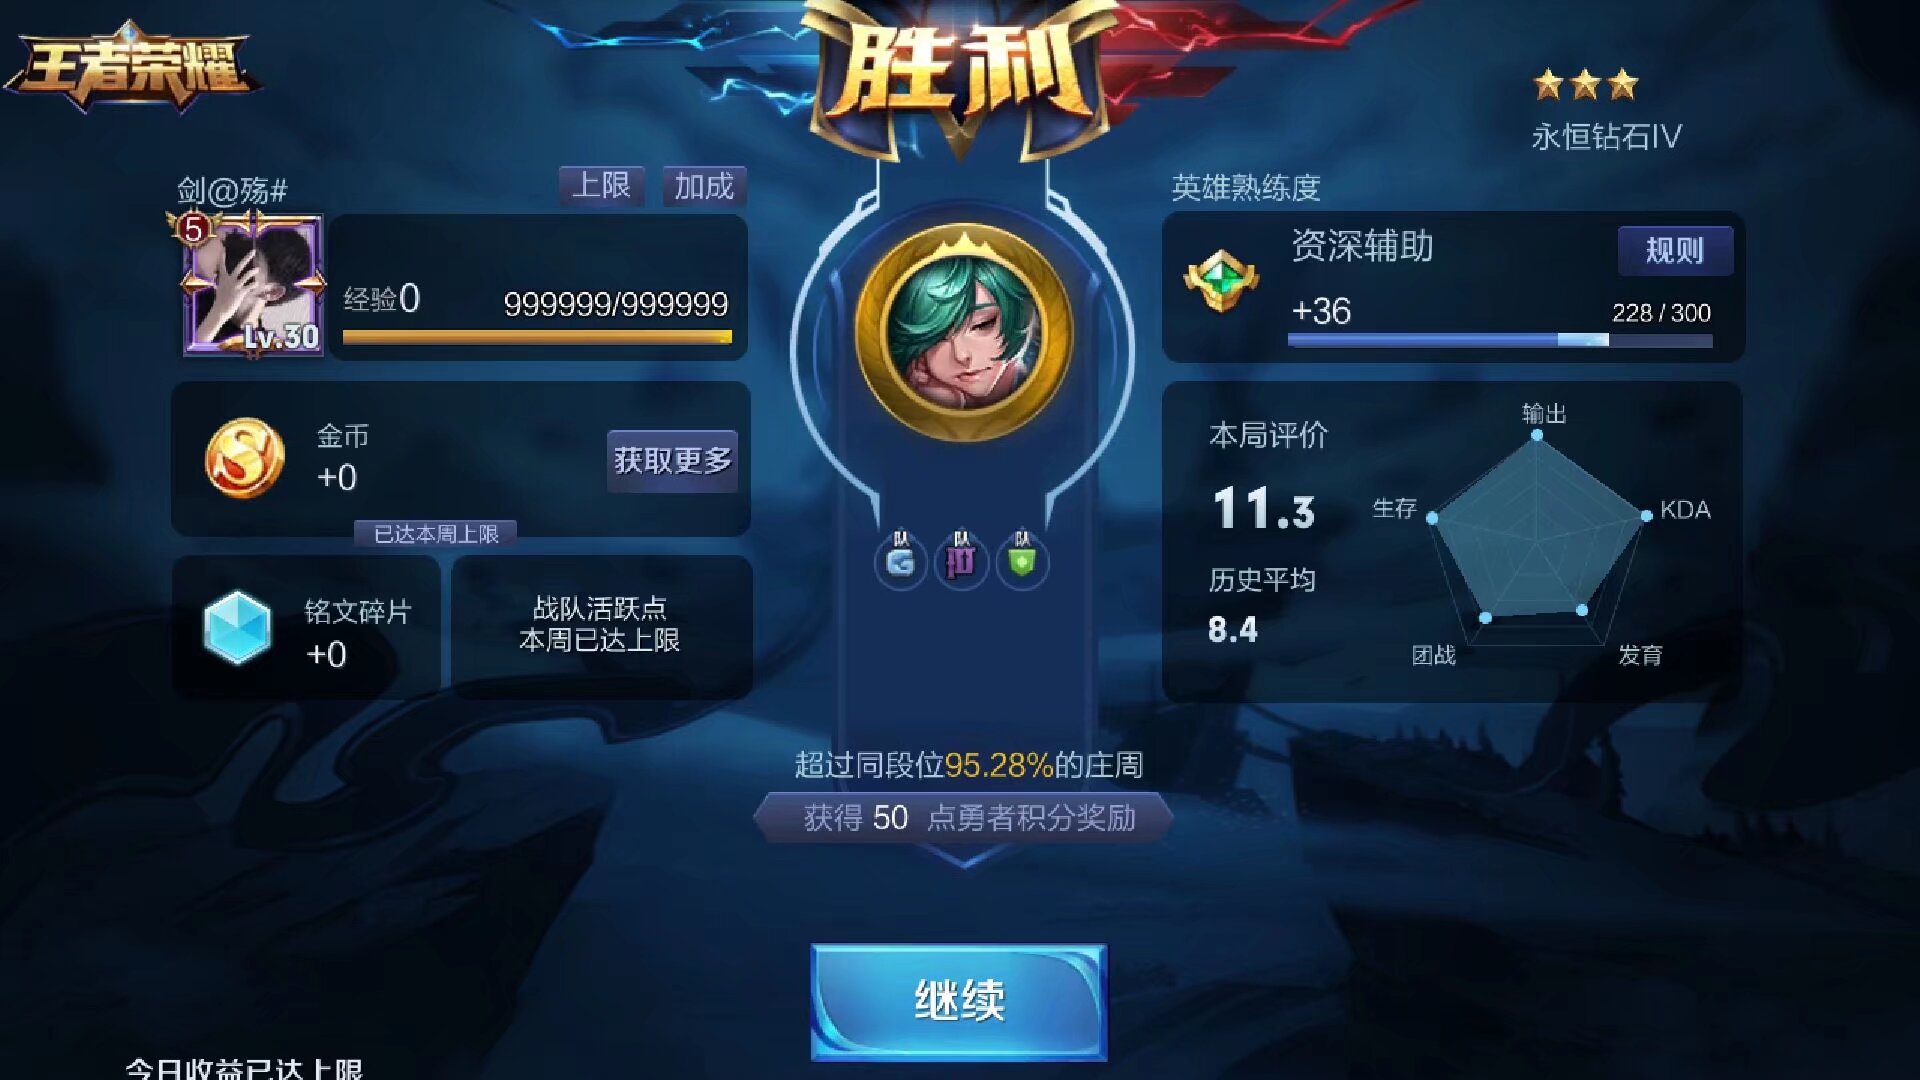 王者荣耀
胜利
永恒钻石IV
剑@殇#
上限
加成
5
Lv.30
经验0
999999/999999
英雄熟练度
资深辅助
规则
+36
228 / 300
金币
+0
获取更多
已达本周上限
铭文碎片
+0
战队活跃点
本周已达上限
队
队
队
本局评价
11.3
历史平均
8.4
输出
生存
KDA
团战
发育
超过同段位95.28%的庄周
获得 50 点勇者积分奖励
继续
今日收益已达上限